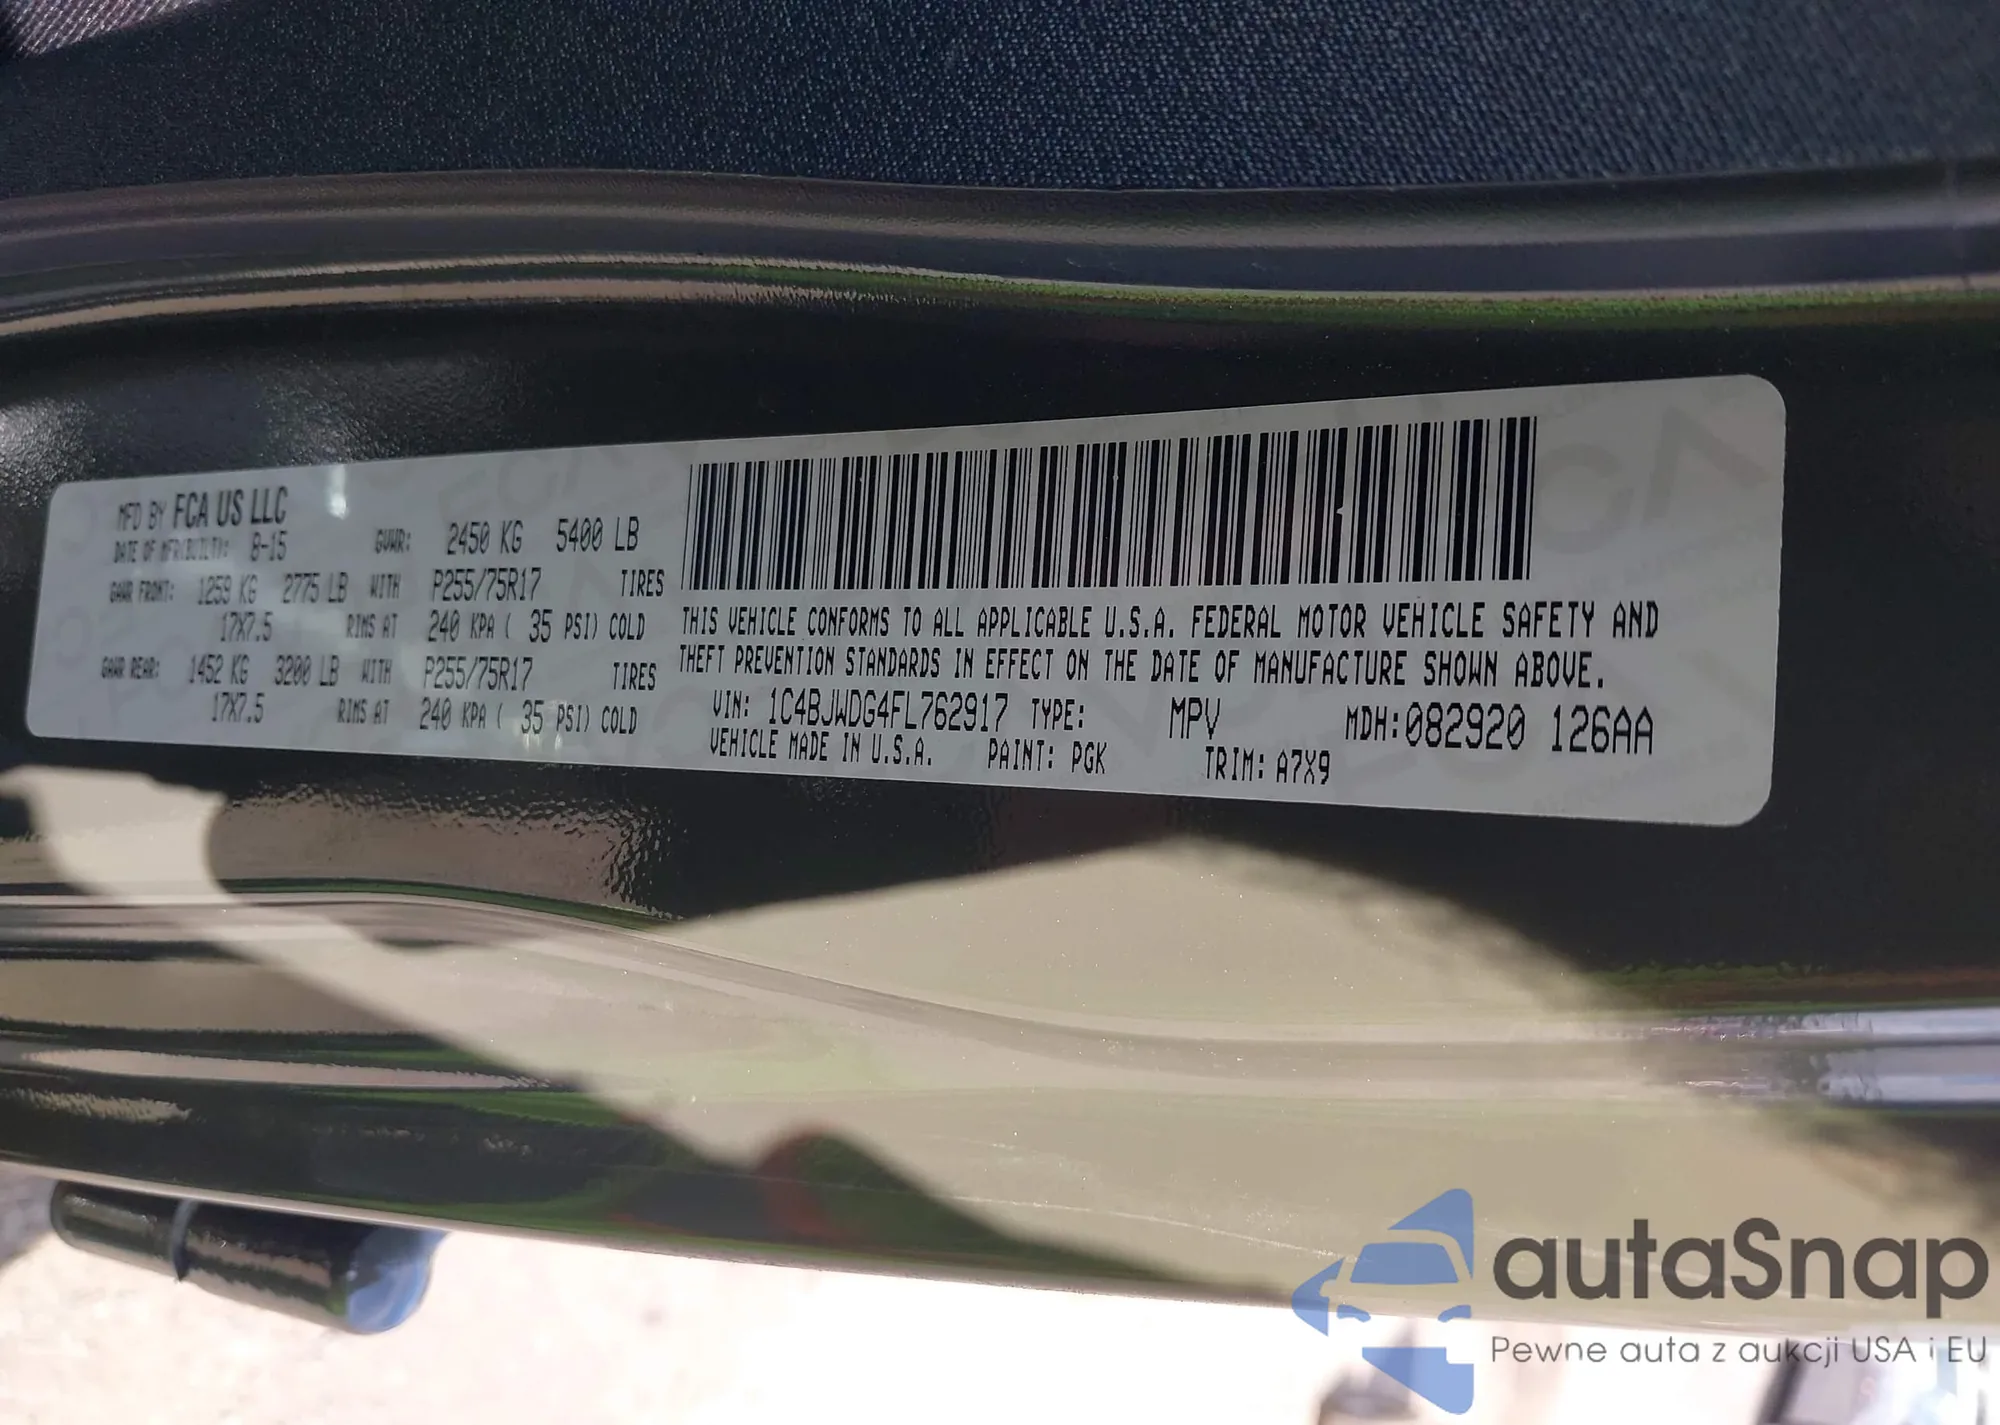 MFD BY FCA US LLC
DATE OF MFR(BUILT): 8-15 GVWR: 2450 KG 5400 LB
GAWR FRONT: 1259 KG 2775 LB WITH P255/75R17 TIRES
17X7.5 RIMS AT 240 KPA ( 35 PSI) COLD
GAWR REAR: 1452 KG 3200 LB WITH P255/75R17 TIRES
17X7.5 RIMS AT 240 KPA ( 35 PSI) COLD
THIS VEHICLE CONFORMS TO ALL APPLICABLE U.S.A. FEDERAL MOTOR VEHICLE SAFETY AND
THEFT PREVENTION STANDARDS IN EFFECT ON THE DATE OF MANUFACTURE SHOWN ABOVE.
VIN: 1C4BJWDG4FL762917 TYPE: MPV MDH:082920 126AA
VEHICLE MADE IN U.S.A. PAINT: PGK TRIM: A7X9
autaSnap
Pewne auta z aukcji USA i EU